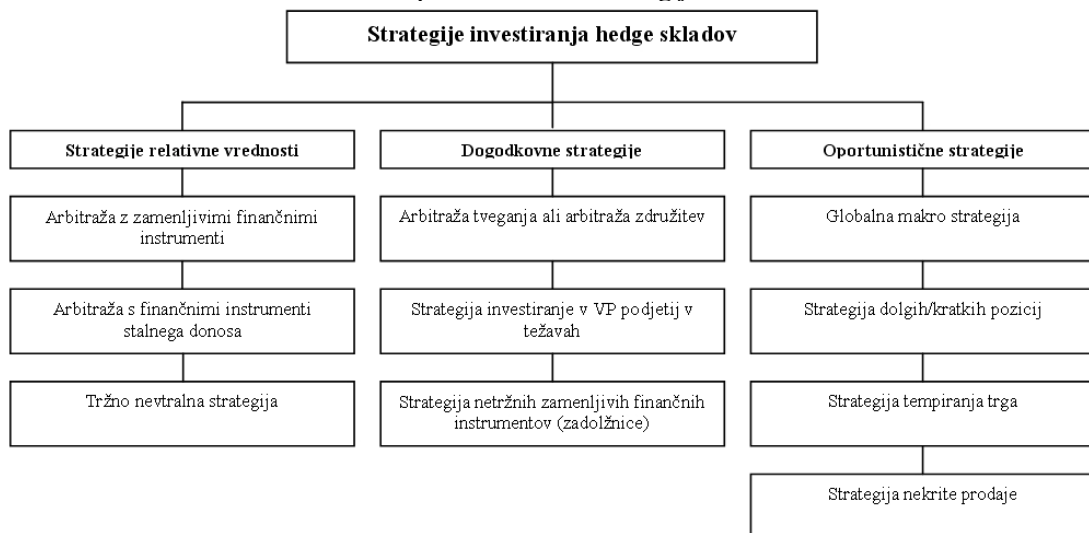 Strategije investiranja hedge skladov
Strategije relativne vrednosti
Dogodkovne strategije
Oportunistične strategije
Arbitraža z zamenljivimi finančnimi
instrumenti
Arbitraža tveganja ali arbitraža združitev
Globalna makro strategija
Arbitraža s finančnimi instrumenti
stalnega donosa
Strategija investiranje v VP podjetij v
težavah
Strategija dolgih/kratkih pozicij
Tržno nevtralna strategija
Strategija netržnih zamenljivih finančnih
instrumentov (zadolžnice)
Strategija tempiranja trga
Strategija nekrite prodaje